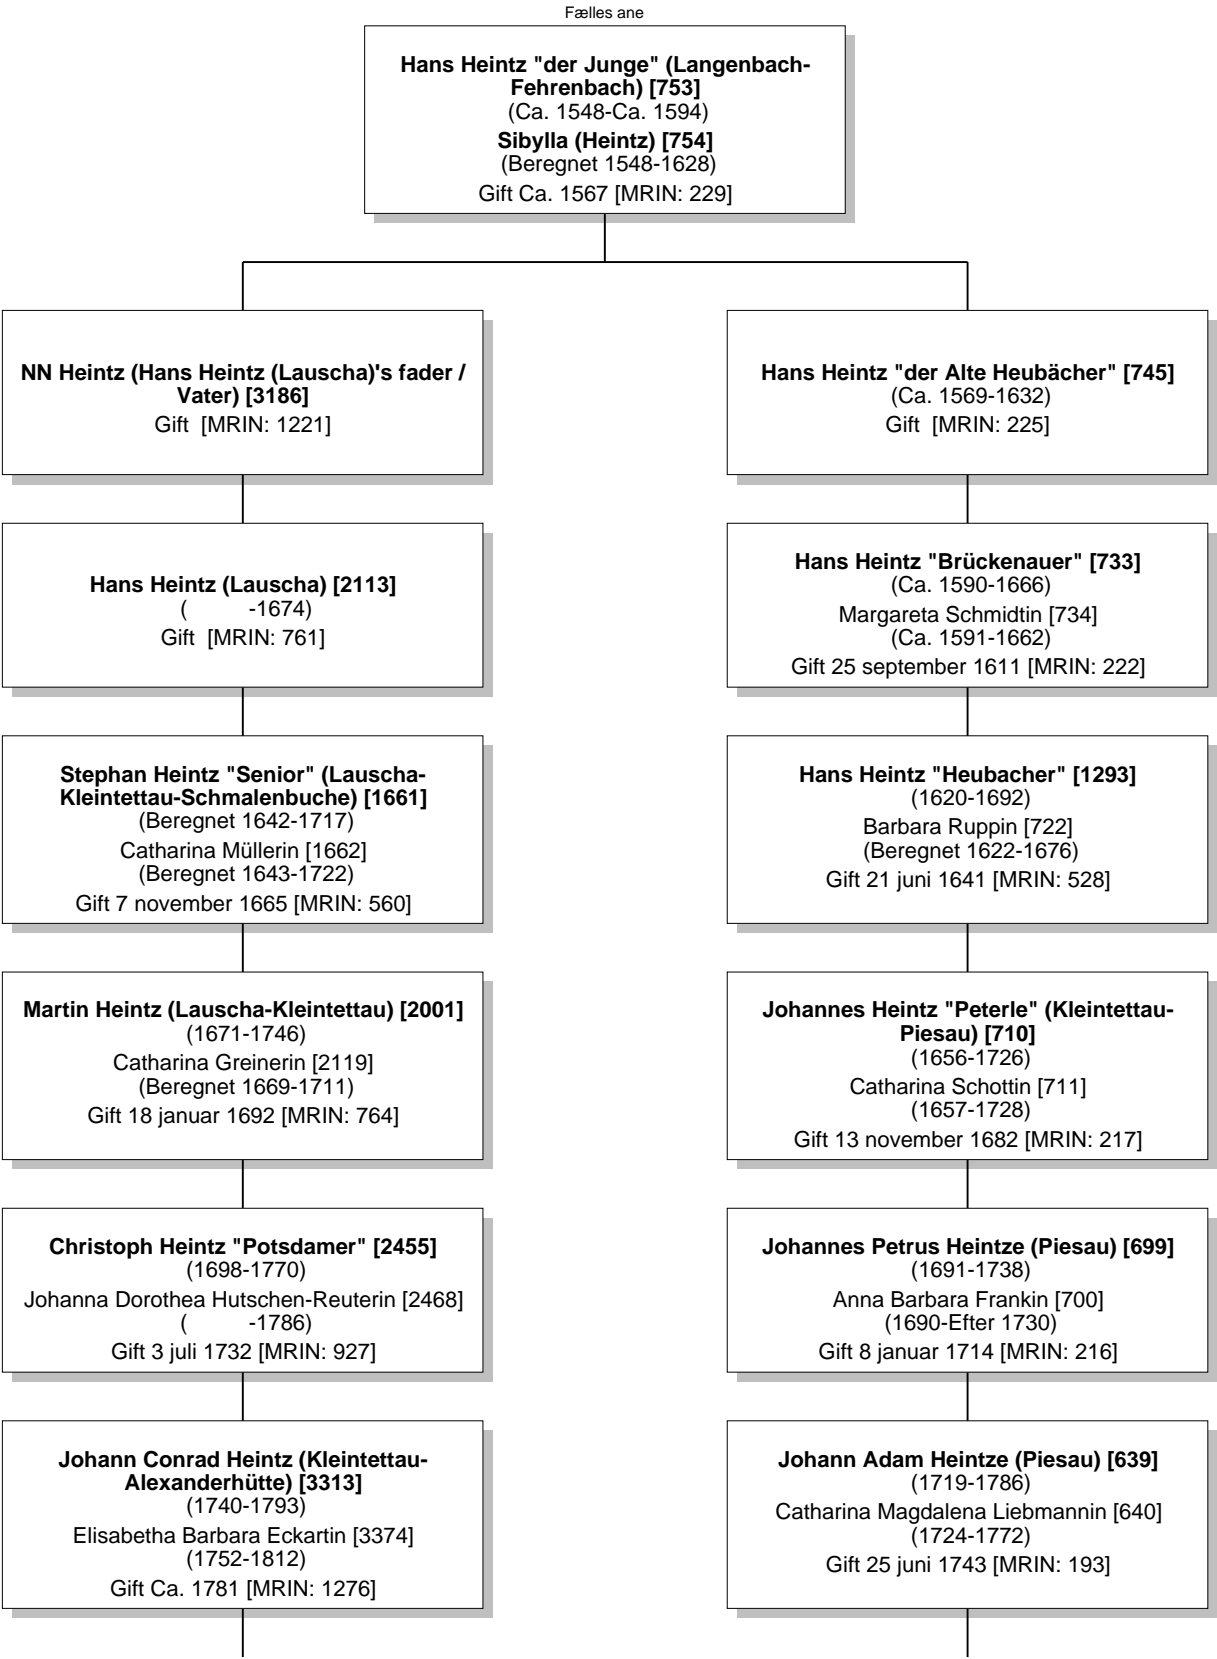 Fælles ane
Hans Heintz "der Junge" (Langenbach-
Fehrenbach) [753]
(Ca. 1548-Ca. 1594)
Sibylla (Heintz) [754]
(Beregnet 1548-1628)
Gift Ca. 1567 [MRIN: 229]
NN Heintz (Hans Heintz (Lauscha)'s fader /
Vater) [3186]
Gift  [MRIN: 1221]
Hans Heintz "der Alte Heubächer" [745]
(Ca. 1569-1632)
Gift  [MRIN: 225]
Hans Heintz (Lauscha) [2113]
(          -1674)
Gift  [MRIN: 761]
Hans Heintz "Brückenauer" [733]
(Ca. 1590-1666)
Margareta Schmidtin [734]
(Ca. 1591-1662)
Gift 25 september 1611 [MRIN: 222]
Stephan Heintz "Senior" (Lauscha-
Kleintettau-Schmalenbuche) [1661]
(Beregnet 1642-1717)
Catharina Müllerin [1662]
(Beregnet 1643-1722)
Gift 7 november 1665 [MRIN: 560]
Hans Heintz "Heubacher" [1293]
(1620-1692)
Barbara Ruppin [722]
(Beregnet 1622-1676)
Gift 21 juni 1641 [MRIN: 528]
Martin Heintz (Lauscha-Kleintettau) [2001]
(1671-1746)
Catharina Greinerin [2119]
(Beregnet 1669-1711)
Gift 18 januar 1692 [MRIN: 764]
Johannes Heintz "Peterle" (Kleintettau-
Piesau) [710]
(1656-1726)
Catharina Schottin [711]
(1657-1728)
Gift 13 november 1682 [MRIN: 217]
Christoph Heintz "Potsdamer" [2455]
(1698-1770)
Johanna Dorothea Hutschen-Reuterin [2468]
(          -1786)
Gift 3 juli 1732 [MRIN: 927]
Johannes Petrus Heintze (Piesau) [699]
(1691-1738)
Anna Barbara Frankin [700]
(1690-Efter 1730)
Gift 8 januar 1714 [MRIN: 216]
Johann Conrad Heintz (Kleintettau-
Alexanderhütte) [3313]
(1740-1793)
Elisabetha Barbara Eckartin [3374]
(1752-1812)
Gift Ca. 1781 [MRIN: 1276]
Johann Adam Heintze (Piesau) [639]
(1719-1786)
Catharina Magdalena Liebmannin [640]
(1724-1772)
Gift 25 juni 1743 [MRIN: 193]